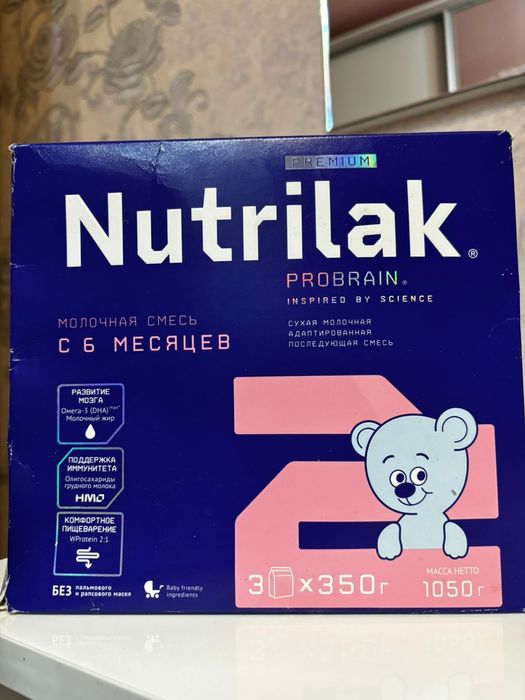 PREMIUM
Nutrilak®
PROBRAIN®
INSPIRED BY SCIENCE
МОЛОЧНАЯ СМЕСЬ
С 6 МЕСЯЦЕВ
СУХАЯ МОЛОЧНАЯ
АДАПТИРОВАННАЯ
ПОСЛЕДУЮЩАЯ СМЕСЬ
2
РАЗВИТИЕ
МОЗГА
Омега-3 (DHA)
Молочный жир
ПОДДЕРЖКА
ИММУНИТЕТА
Олигосахариды
грудного молока
HMO
КОМФОРТНОЕ
ПИЩЕВАРЕНИЕ
WProtein 2:1
БЕЗ пальмового
и рапсового масел
Baby friendly
ingredients
3 x 350г
МАССА НЕТТО
1050г